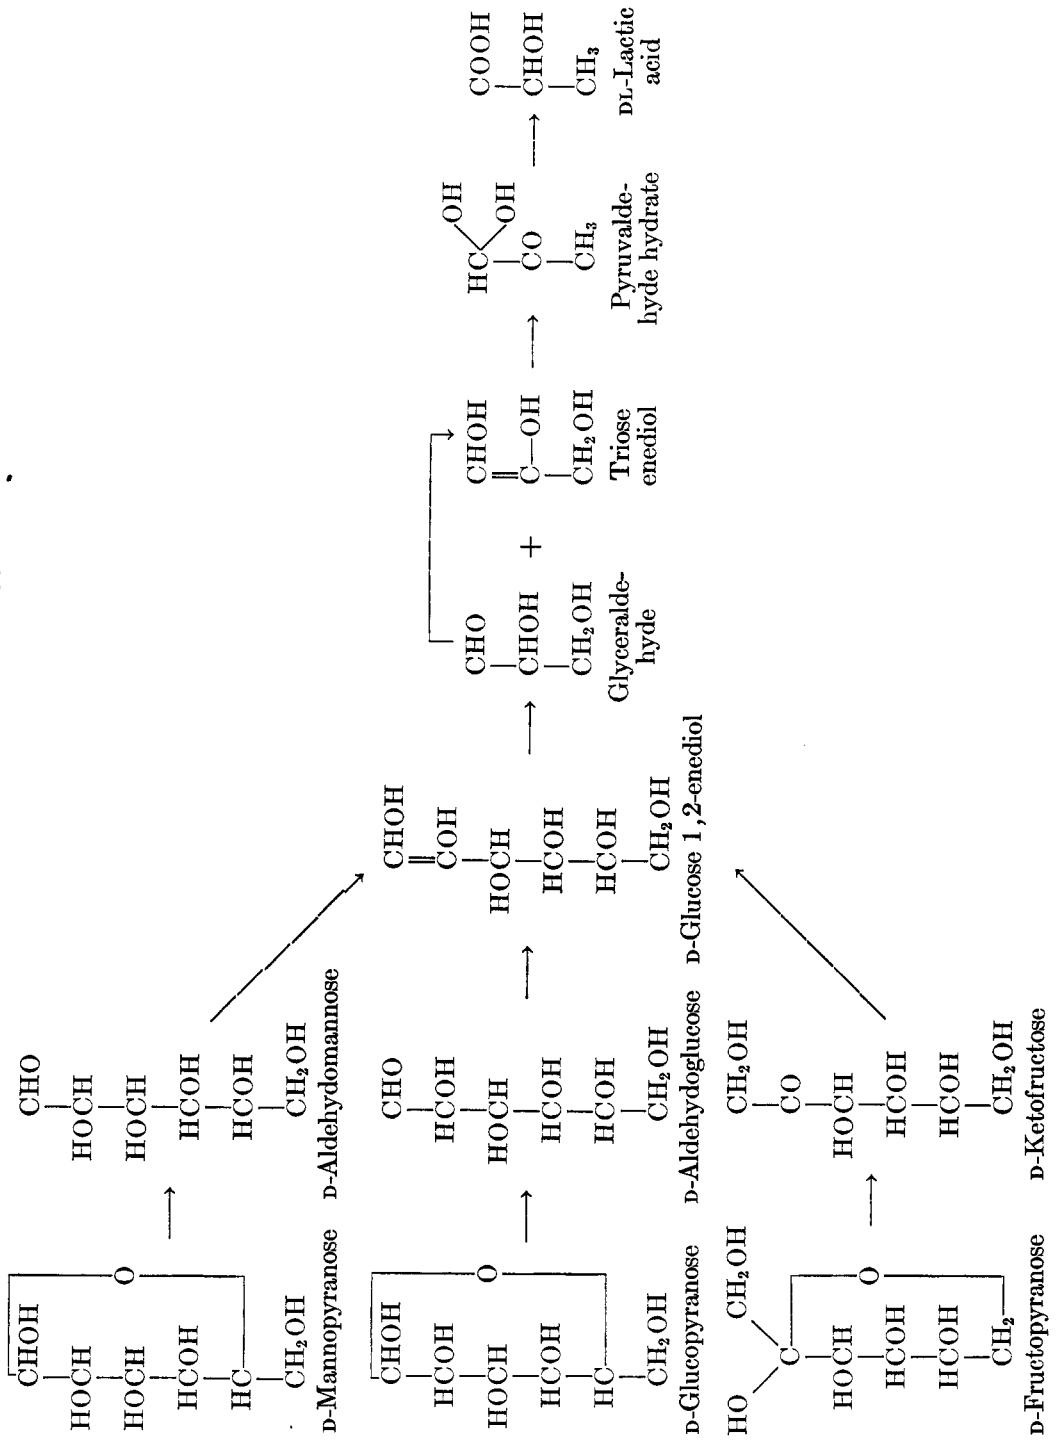 CHOH
HOCH
HOCH
HCOH
HC
CH₂OH
O
D-Mannopyranose
CHO
HOCH
HOCH
HCOH
HCOH
CH₂OH
D-Aldehydomannose
CHOH
HCOH
HOCH
HCOH
HC
CH₂OH
O
D-Glucopyranose
CHO
HCOH
HOCH
HCOH
HCOH
CH₂OH
D-Aldehydoglucose
CHOH
COH
HOCH
HCOH
HCOH
CH₂OH
D-Glucose 1,2-enediol
CHO
CHOH
CH₂OH
Glyceralde-
hyde
+
CHOH
C—OH
CH₂OH
Triose
enediol
OH
HC
OH
CO
CH₃
Pyruvalde-
hyde hydrate
COOH
CHOH
CH₃
DL-Lactic
acid
HO CH₂OH
C
HOCH
HCOH
HCOH
CH₂
O
D-Fructopyranose
CH₂OH
CO
HOCH
HCOH
HCOH
CH₂OH
D-Ketofructose